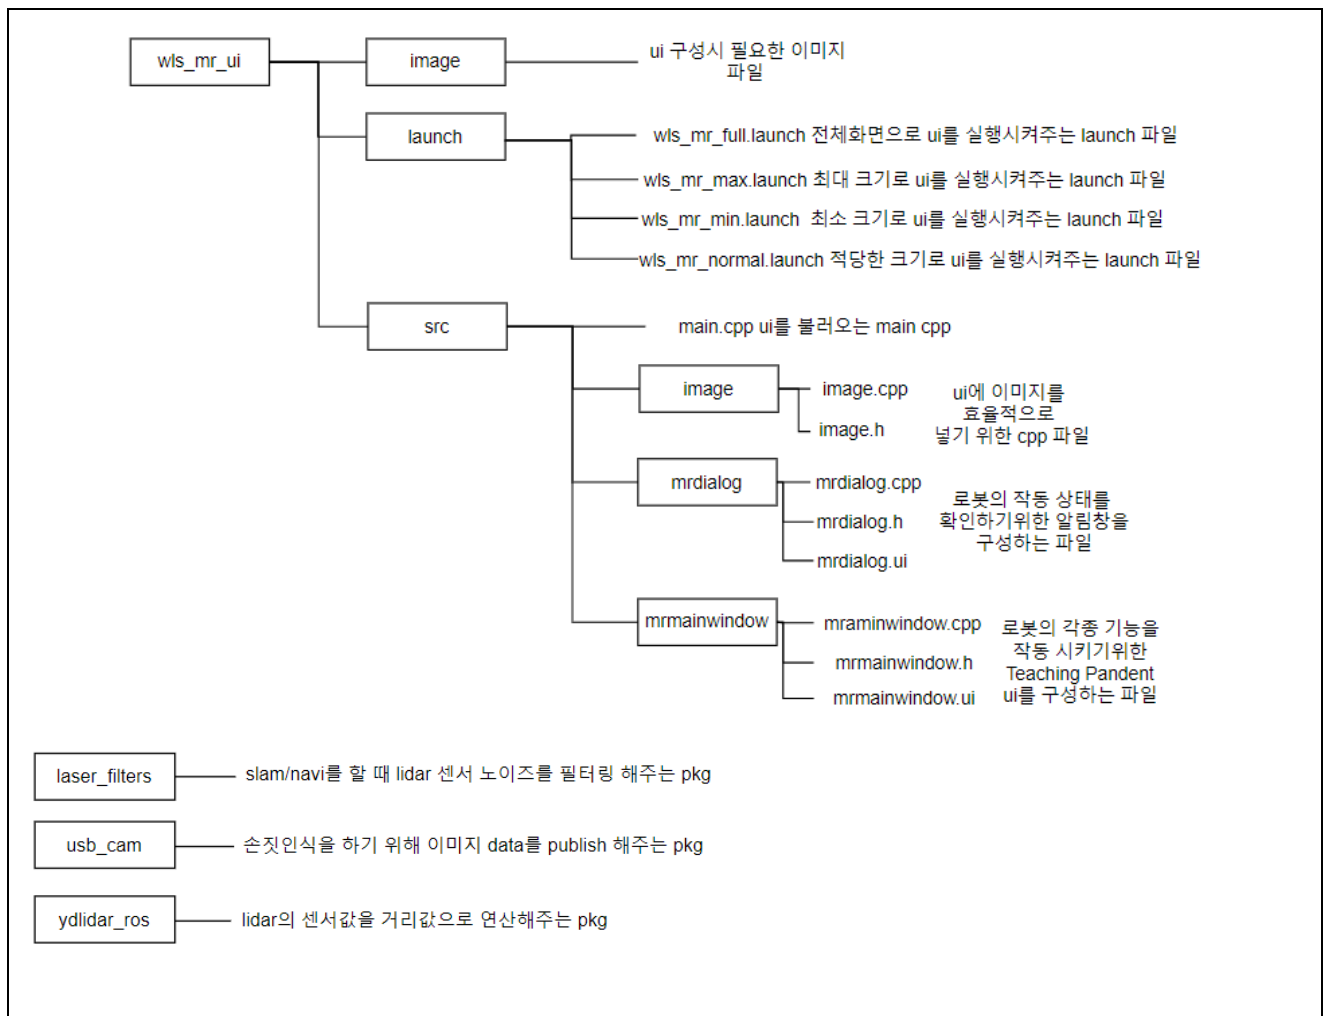 wls_mr_ui
image
ui 구성시 필요한 이미지
파일
launch
wls_mr_full.launch 전체화면으로 ui를 실행시켜주는 launch 파일
wls_mr_max.launch 최대 크기로 ui를 실행시켜주는 launch 파일
wls_mr_min.launch 최소 크기로 ui를 실행시켜주는 launch 파일
wls_mr_normal.launch 적당한 크기로 ui를 실행시켜주는 launch 파일
src
main.cpp ui를 불러오는 main cpp
image
image.cpp
image.h
ui에 이미지를
효율적으로
넣기 위한 cpp 파일
mrdialog
mrdialog.cpp
mrdialog.h
mrdialog.ui
로봇의 작동 상태를
확인하기위한 알림창을
구성하는 파일
mrmainwindow
mraminwindow.cpp
mrmainwindow.h
mrmainwindow.ui
로봇의 각종 기능을
작동 시키기위한
Teaching Pandent
ui를 구성하는 파일
laser_filters
slam/navi를 할 때 lidar 센서 노이즈를 필터링 해주는 pkg
usb_cam
손짓인식을 하기 위해 이미지 data를 publish 해주는 pkg
ydlidar_ros
lidar의 센서값을 거리값으로 연산해주는 pkg